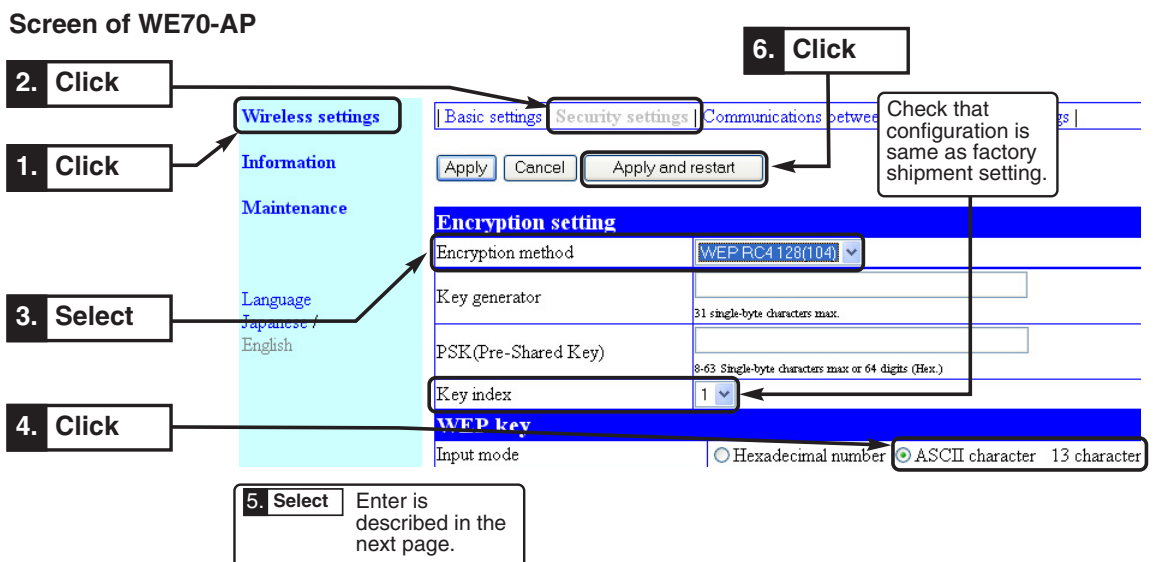 Screen of WE70-AP
6. Click
2. Click
Wireless settings
| Basic settings Security settings | Communications betwee gs |
Check that
configuration is
same as factory
shipment setting.
1. Click
Information
Apply Cancel Apply and restart
Maintenance
Encryption setting
Encryption method WEP RC4 128(104)
3. Select
Language
Japanese /
English
Key generator
31 single-byte characters max.
PSK(Pre-Shared Key)
8-63 Single-byte characters max or 64 digits (Hex.)
Key index 1
4. Click
WEP key
Input mode Hexadecimal number ASCII character 13 character
5. Select Enter is
described in the
next page.